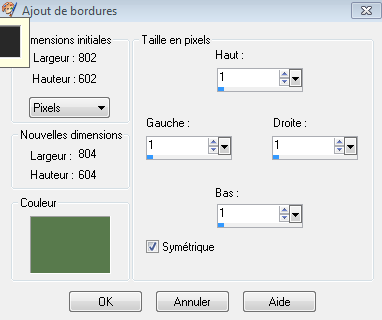 Ajout de bordures
imensions initiales
Largeur : 802
Hauteur : 602
Pixels
Nouvelles dimensions
Largeur : 804
Hauteur : 604
Couleur
Taille en pixels
Haut :
1
Gauche :
1
Droite :
1
Bas :
1
Symétrique
OK
Annuler
Aide